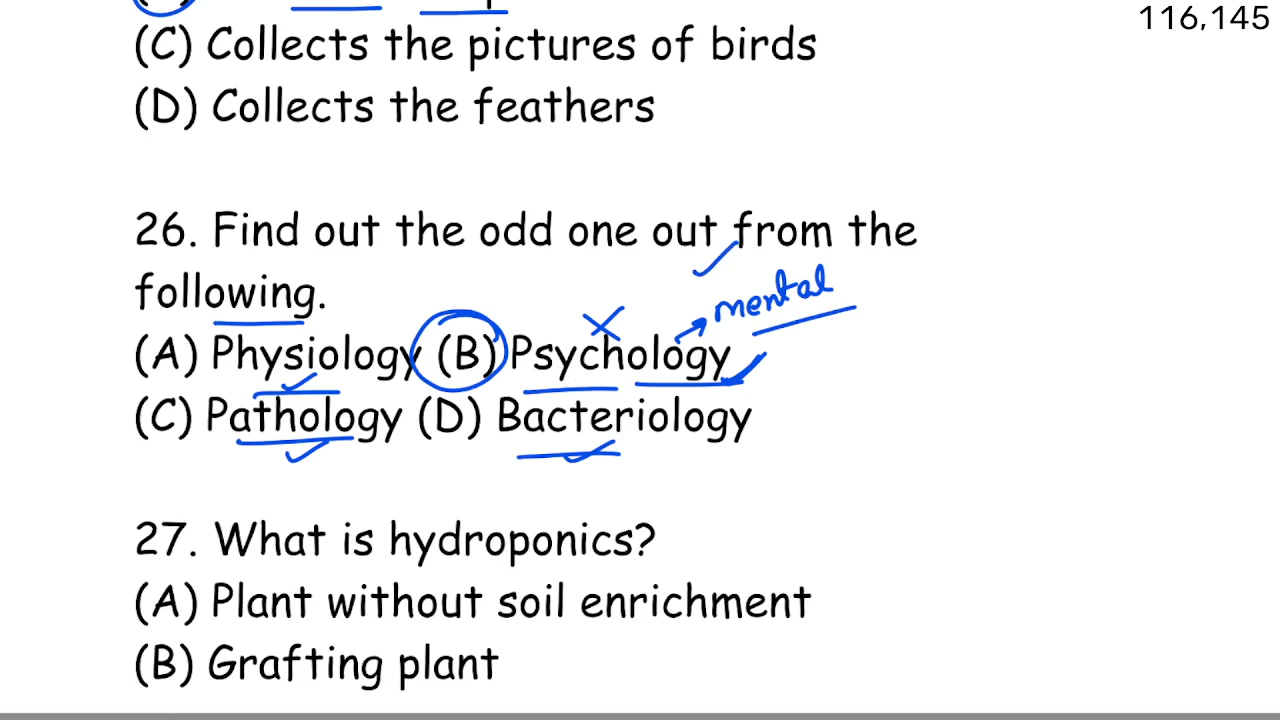 116,145
(C) Collects the pictures of birds
(D) Collects the feathers
26. Find out the odd one out from the
following.
mental
(A) Physiology (B) Psychology
(C) Pathology (D) Bacteriology
27. What is hydroponics?
(A) Plant without soil enrichment
(B) Grafting plant